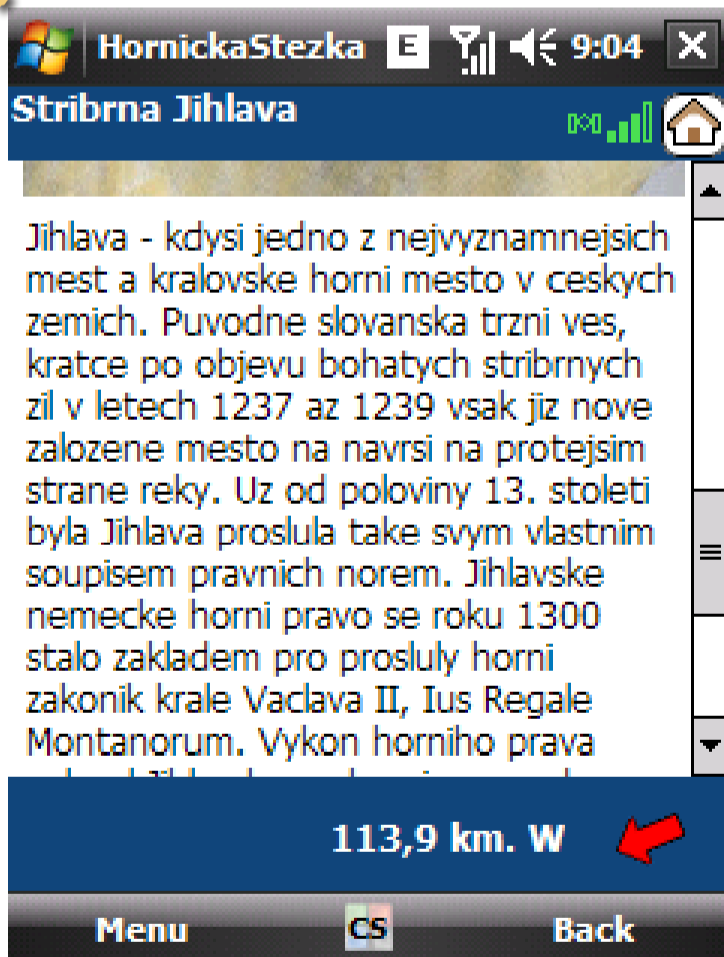 HornickaStezka E 9:04
Stribrna Jihlava
Jihlava - kdysi jedno z nejvyznamnejsich
mest a kralovske horni mesto v ceskych
zemich. Puvodne slovanska trzni ves,
kratce po objevu bohatych stribrnych
zil v letech 1237 az 1239 vsak jiz nove
zalozene mesto na navrsi na protejsim
strane reky. Uz od poloviny 13. stoleti
byla Jihlava proslula take svym vlastnim
soupisem pravnich norem. Jihlavske
nemecke horni pravo se roku 1300
stalo zakladem pro prosluly horni
zakonik krale Vaclava II, Ius Regale
Montanorum. Vykon horniho prava
113,9 km. W
Menu CS Back